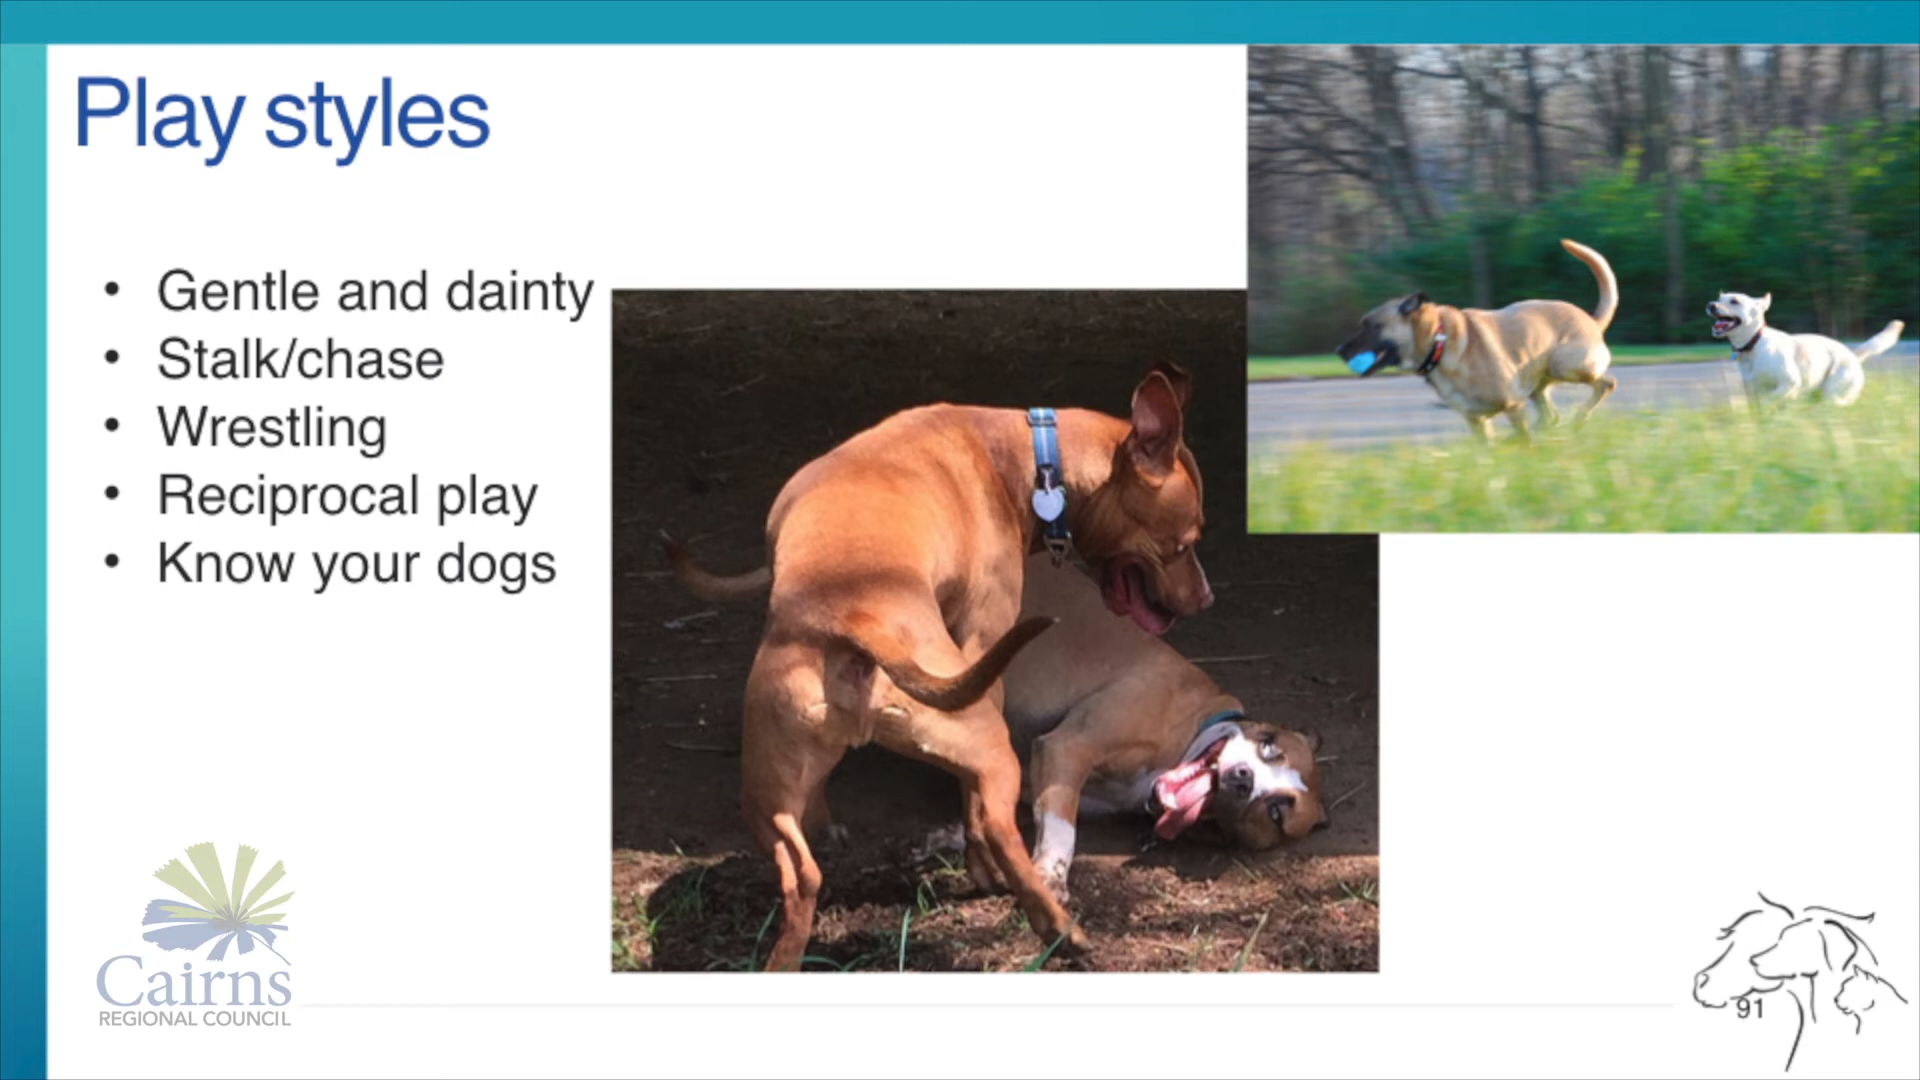 Play styles
• Gentle and dainty
• Stalk/chase
• Wrestling
• Reciprocal play
• Know your dogs
Cairns
REGIONAL COUNCIL
91